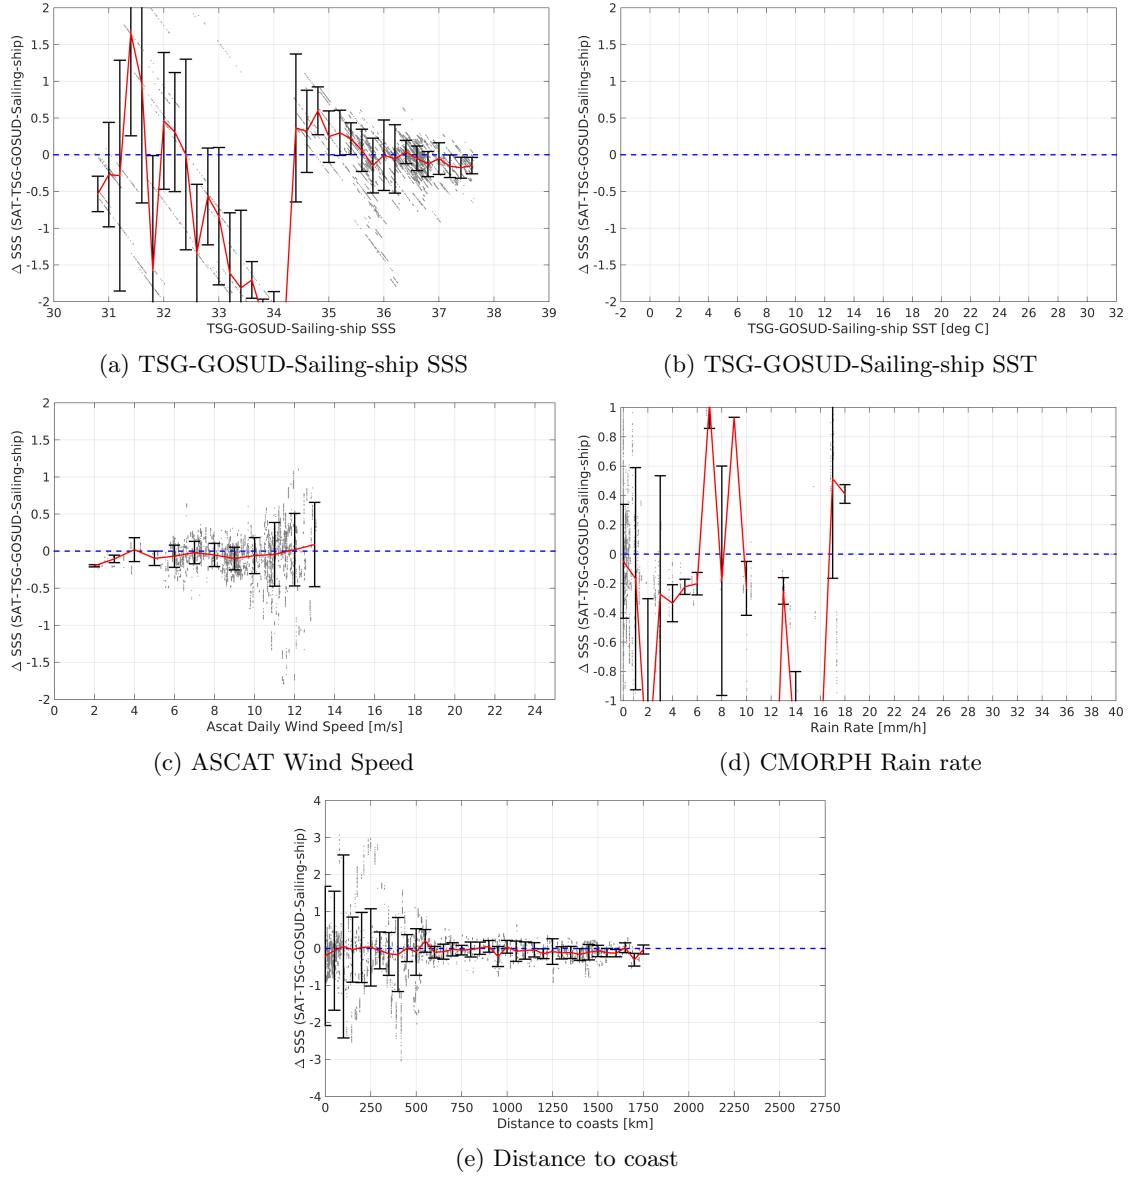 2
1.5
1
0.5
0
-0.5
-1
-1.5
-2
Δ SSS (SAT-TSG-GOSUD-Sailing-ship)
30 31 32 33 34 35 36 37 38 39
TSG-GOSUD-Sailing-ship SSS
(a) TSG-GOSUD-Sailing-ship SSS
2
1.5
1
0.5
0
-0.5
-1
-1.5
-2
Δ SSS (SAT-TSG-GOSUD-Sailing-ship)
-2 0 2 4 6 8 10 12 14 16 18 20 22 24 26 28 30 32
TSG-GOSUD-Sailing-ship SST [deg C]
(b) TSG-GOSUD-Sailing-ship SST
2
1.5
1
0.5
0
-0.5
-1
-1.5
-2
Δ SSS (SAT-TSG-GOSUD-Sailing-ship)
0 2 4 6 8 10 12 14 16 18 20 22 24
Ascat Daily Wind Speed [m/s]
(c) ASCAT Wind Speed
1
0.8
0.6
0.4
0.2
0
-0.2
-0.4
-0.6
-0.8
-1
Δ SSS (SAT-TSG-GOSUD-Sailing-ship)
0 2 4 6 8 10 12 14 16 18 20 22 24 26 28 30 32 34 36 38 40
Rain Rate [mm/h]
(d) CMORPH Rain rate
4
3
2
1
0
-1
-2
-3
-4
Δ SSS (SAT-TSG-GOSUD-Sailing-ship)
0 250 500 750 1000 1250 1500 1750 2000 2250 2500 2750
Distance to coasts [km]
(e) Distance to coast